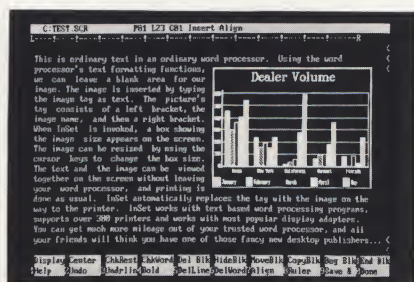 C:TEST.SCR P01 L23 C01 Insert Align
L----!----!----!----!----!----!----!----!----!----!----R
This is ordinary text in an ordinary word processor. Using the word
processor's text formatting functions,
we can leave a blank area for our
image. The image is inserted by typing
the image tag as text. The picture's
tag consists of a left bracket, the
image name, and then a right bracket.
When InSet is invoked, a box showing
the image size appears on the screen.
The image can be resized by using the
cursor keys to change the box size.
The text and the image can be viewed
together on the screen without leaving
your word processor, and printing is
done as usual. InSet automatically replaces the tag with the image on the
way to the printer. InSet works with text based word processing programs,
supports over 300 printers and works with most popular display adapters.
You can get much more mileage out of your trusted word processor, and all
your friends will think you have one of those fancy new desktop publishers...
Dealer Volume
New York
January February March April May
Display Center ChkRest ChkWord Del Blk HideBlk MoveBlk CopyBlk Beg Blk End Blk
Help Undo Undrlin Bold DelLine DelWord Align Ruler Save & Done